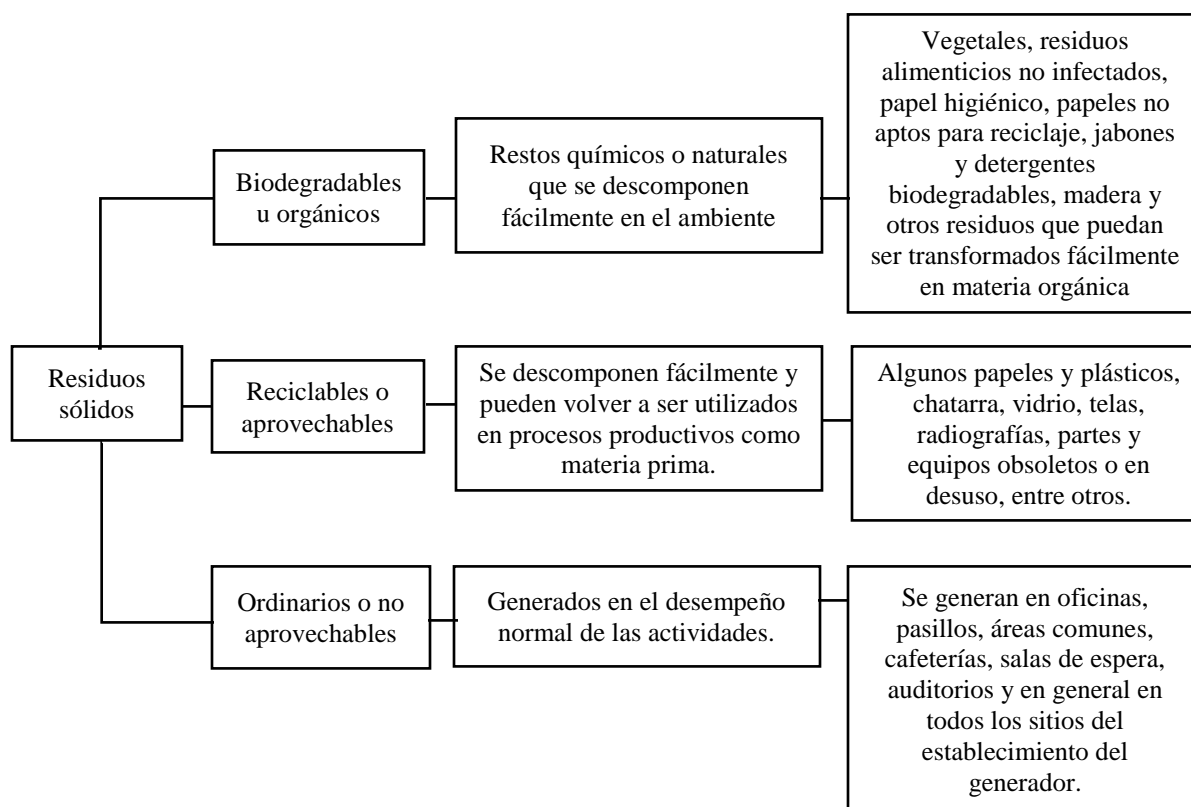 Residuos
sólidos
Biodegradables
u orgánicos
Restos químicos o naturales
que se descomponen
fácilmente en el ambiente
Vegetales, residuos
alimenticios no infectados,
papel higiénico, papeles no
aptos para reciclaje, jabones
y detergentes
biodegradables, madera y
otros residuos que puedan
ser transformados fácilmente
en materia orgánica
Reciclables o
aprovechables
Se descomponen fácilmente y
pueden volver a ser utilizados
en procesos productivos como
materia prima.
Algunos papeles y plásticos,
chatarra, vidrio, telas,
radiografías, partes y
equipos obsoletos o en
desuso, entre otros.
Ordinarios o no
aprovechables
Generados en el desempeño
normal de las actividades.
Se generan en oficinas,
pasillos, áreas comunes,
cafeterías, salas de espera,
auditorios y en general en
todos los sitios del
establecimiento del
generador.